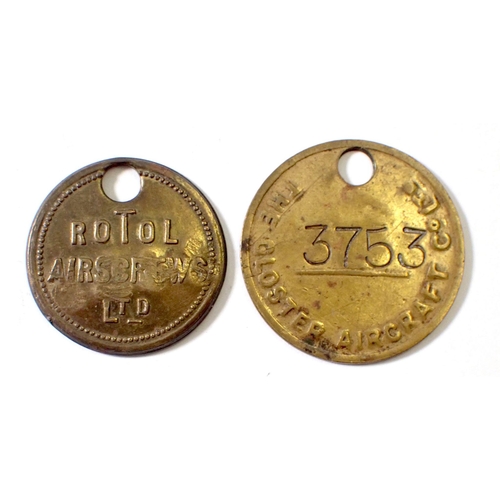 ROTOL
AIRSCREWS
LTD
3753
THE GLOSTER AIRCRAFT Co LTD